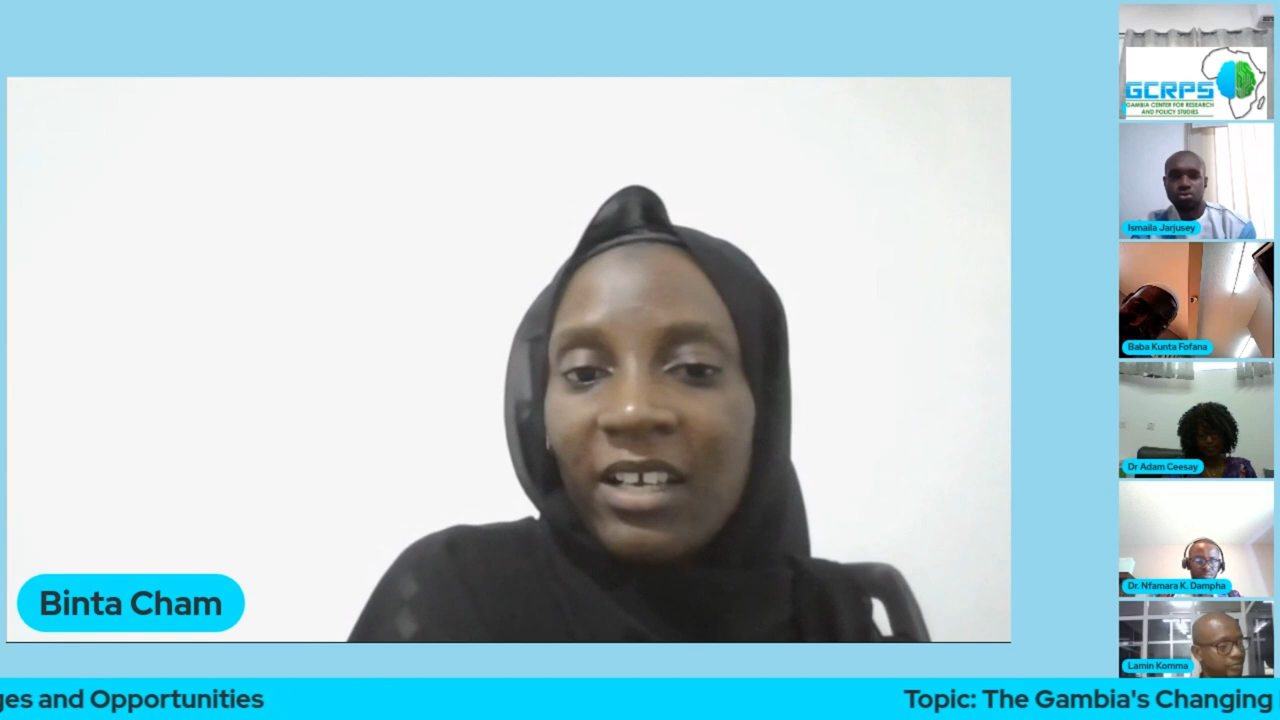 Binta Cham
GCRPS
GAMBIA CENTER FOR RESEARCH
AND POLICY STUDIES
Ismaila Jarjusey
Baba Kunta Fofana
Dr Adam Ceesay
Dr. Nfamara K. Dampha
Lamin Komma
ges and Opportunities
Topic: The Gambia's Changing